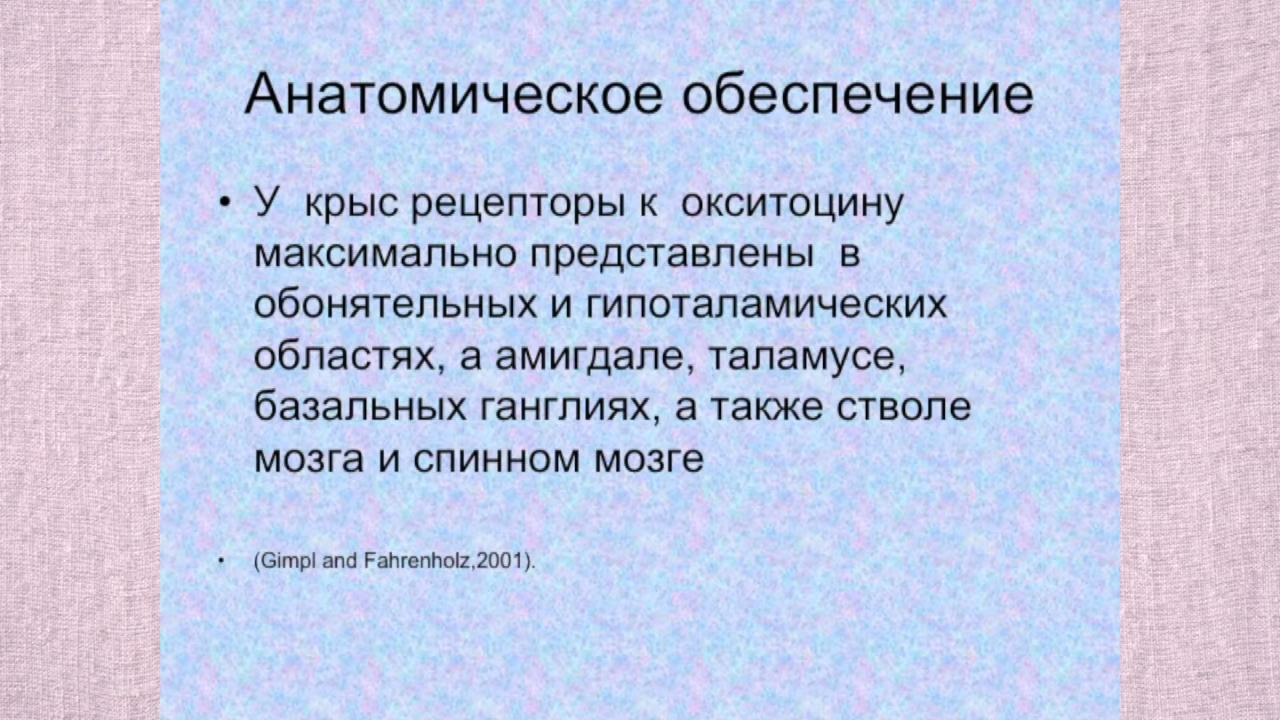 Анатомическое обеспечение
• У  крыс рецепторы к  окситоцину
максимально представлены  в
обонятельных и гипоталамических
областях, а амигдале, таламусе,
базальных ганглиях, а также стволе
мозга и спинном мозге
• (Gimpl and Fahrenholz,2001).